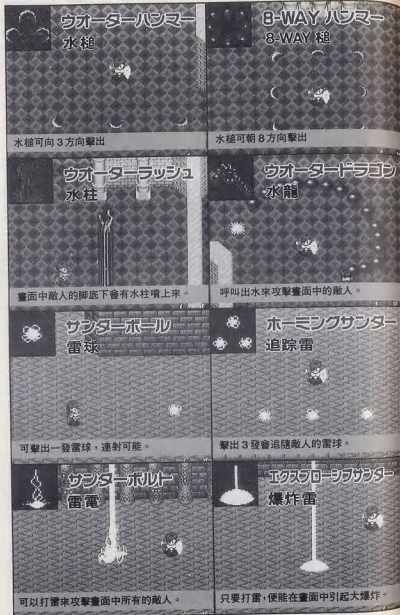 ウオーターハンマー
水槌
水槌可向3方向擊出
8-WAY ハンマー
8-WAY 槌
水槌可朝8方向擊出
ウオーターラッシュ
水柱
畫面中敵人的脚底下會有水柱噴上來。
ウオータードラゴン
水龍
呼叫出水來攻擊畫面中的敵人。
サンダーボール
雷球
可擊出一發雷球，連射可能。
ホーミングサンダー
追踪雷
擊出3發會追隨敵人的雷球。
サンダーボルト
雷電
可以打雷來攻擊畫面中所有的敵人。
エクスプローシブサンダー
爆炸雷
只要打雷，便能在畫面中引起大爆炸。